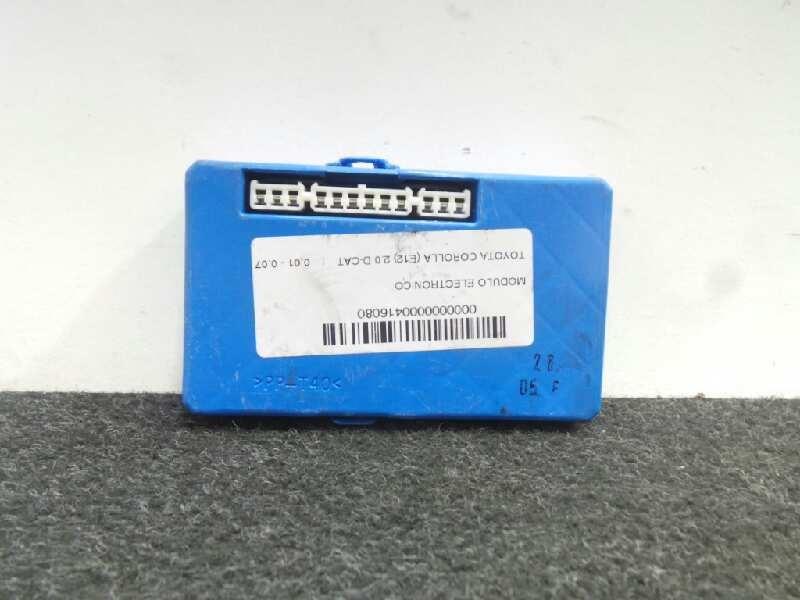 000000000000416080
MODULO ELECTRONICO
TOYOTA COROLLA (E12) 2.0 D-CAT | 0.01 - 0.07
>PP-T40<
28
05 F